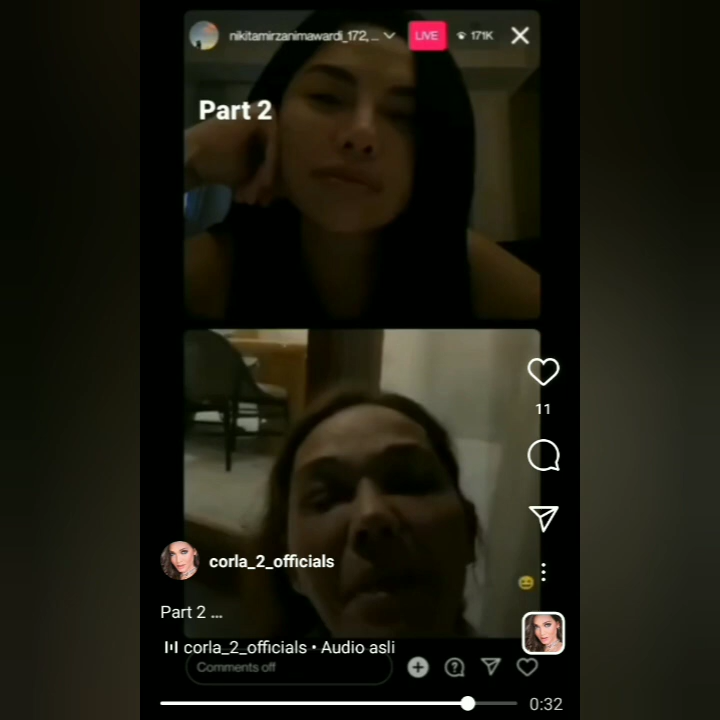 nikitamirzanimawardi_172, ... LIVE 171K
Part 2
11
corla_2_officials
Part 2 ...
corla_2_officials • Audio asli
Comments off
0:32